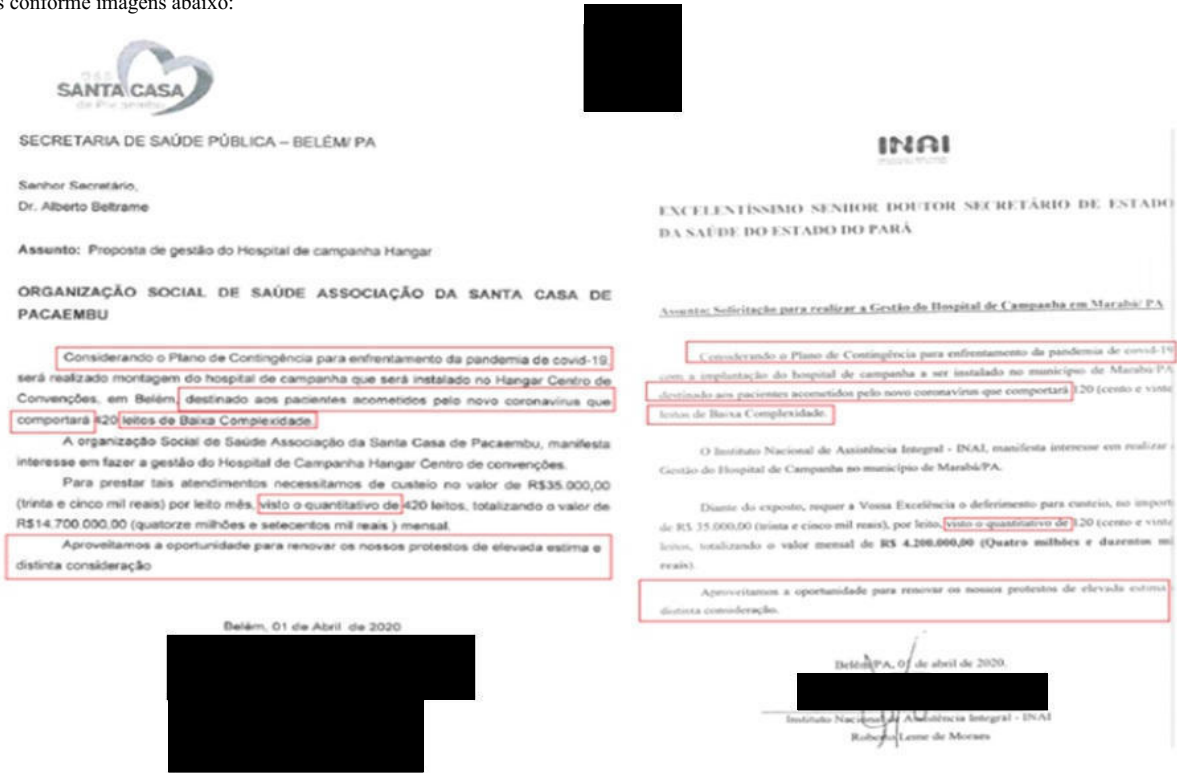 s conforme imagens abaixo:
SANTA CASA
SECRETARIA DE SAÚDE PÚBLICA – BELÉM/ PA
Senhor Secretário,
Dr. Alberto Beltrame
Assunto: Proposta de gestão do Hospital de campanha Hangar
ORGANIZAÇÃO SOCIAL DE SAÚDE ASSOCIAÇÃO DA SANTA CASA DE
PACAEMBU
Considerando o Plano de Contingência para enfrentamento da pandemia de covid-19,
será realizado montagem do hospital de campanha que será instalado no Hangar Centro de
Convenções, em Belém, destinado aos pacientes acometidos pelo novo coronavirus que
comportará 420 leitos de Baixa Complexidade.
A organização Social de Saúde Associação da Santa Casa de Pacaembu, manifesta
interesse em fazer a gestão do Hospital de Campanha Hangar Centro de convenções.
Para prestar tais atendimentos necessitamos de custeio no valor de R$35.000,00
(trinta e cinco mil reais) por leito mês, visto o quantitativo de 420 leitos, totalizando o valor de
R$14.700.000,00 (quatorze milhões e setecentos mil reais ) mensal.
Aproveitamos a oportunidade para renovar os nossos protestos de elevada estima e
distinta consideração
Belém, 01 de Abril de 2020
INAI
EXCELENTÍSSIMO SENHOR DOUTOR SECRETÁRIO DE ESTADO
DA SAÚDE DO ESTADO DO PARÁ
Assunto: Solicitação para realizar a Gestão do Hospital de Campanha em Marabá/ PA
Considerando o Plano de Contingência para enfrentamento da pandemia de covid-19
com a implantação do hospital de campanha a ser instalado no município de Marabá/PA
destinado aos pacientes acometidos pelo novo coronavírus que comportará 120 (cento e vinte
leitos de Baixa Complexidade.
O Instituto Nacional de Assistência Integral - INAI, manifesta interesse em realizar
Gestão do Hospital de Campanha no município de Marabá/PA.
Diante do exposto, requer a Vossa Excelência o deferimento para custeio, no import
de R$ 35.000,00 (trinta e cinco mil reais), por leito, visto o quantitativo de 120 (cento e vinte
leitos, totalizando o valor mensal de R$ 4.200.000,00 (Quatro milhões e duzentos mi
reais).
Aproveitamos a oportunidade para renovar os nossos protestos de elevada estima
distinta consideração.
Belém/PA, 01 de abril de 2020.
Instituto Nacional de Assistência Integral - INAI
Roberto Leme de Moraes